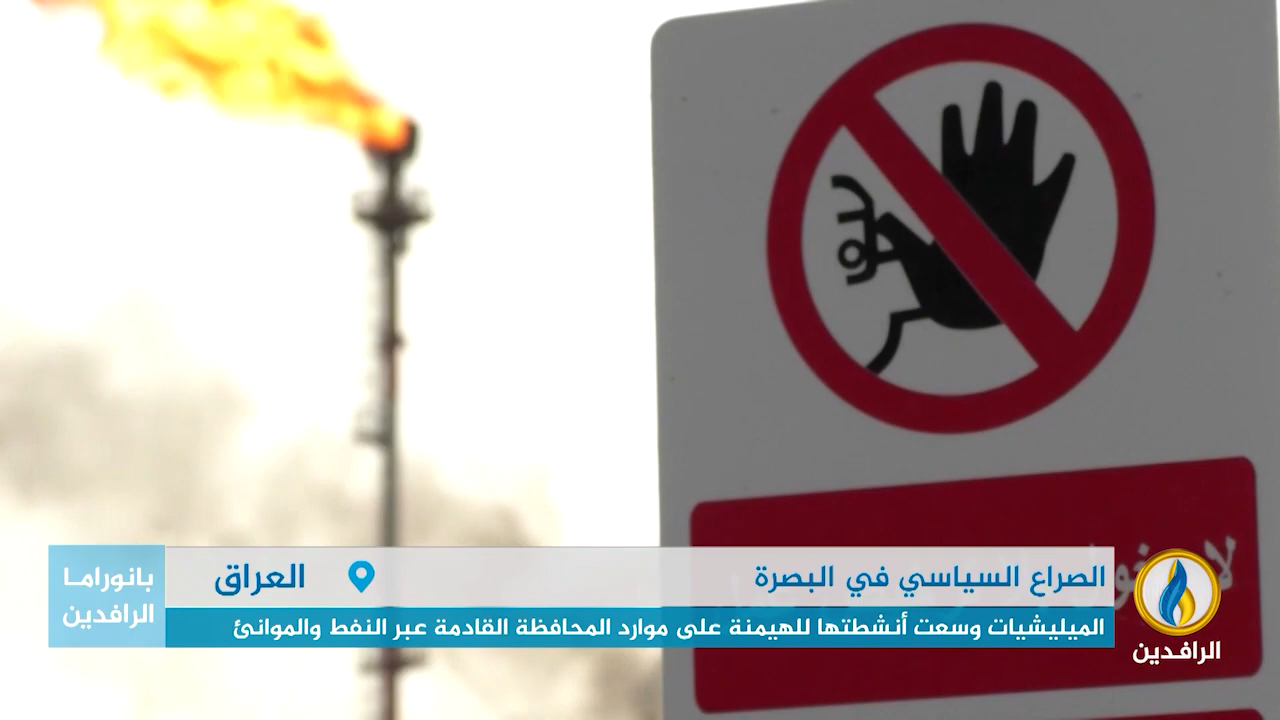 الصراع السياسي في البصرة
العراق
الميليشيات وسعت أنشطتها للهيمنة على موارد المحافظة القادمة عبر النفط والموانئ
بانوراما
الرافدين
الرافدين